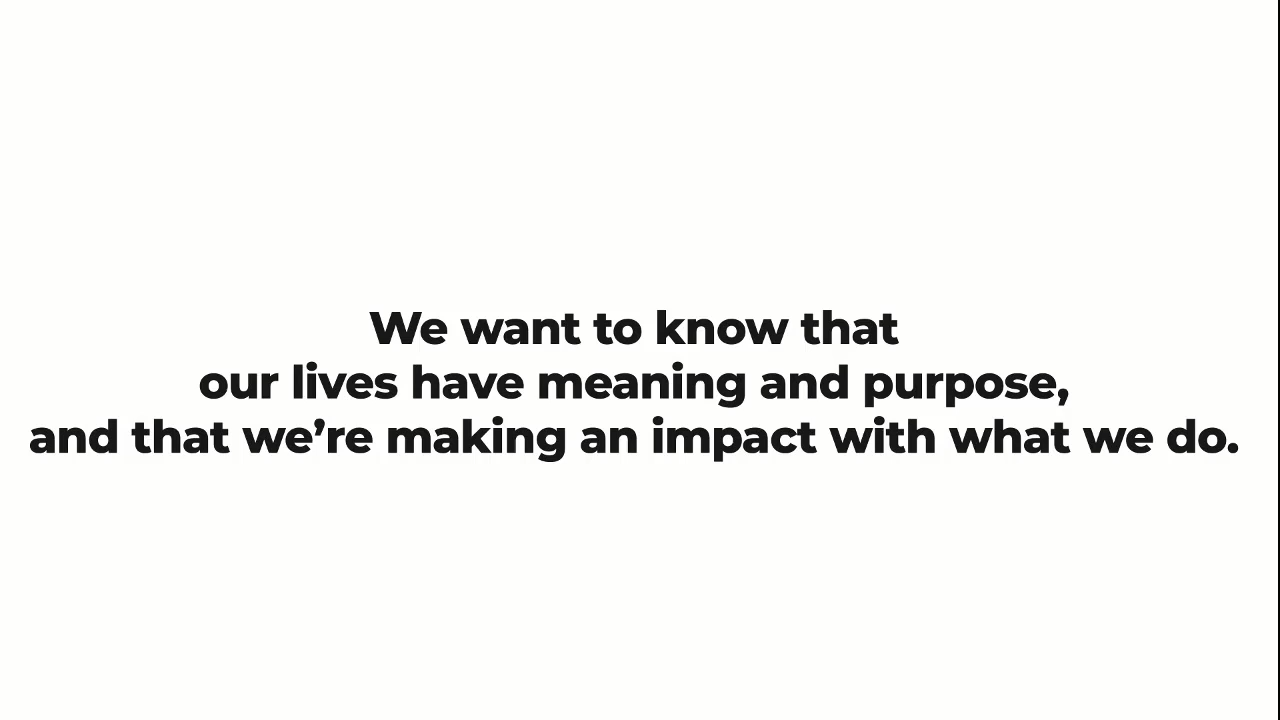 We want to know that
our lives have meaning and purpose,
and that we’re making an impact with what we do.